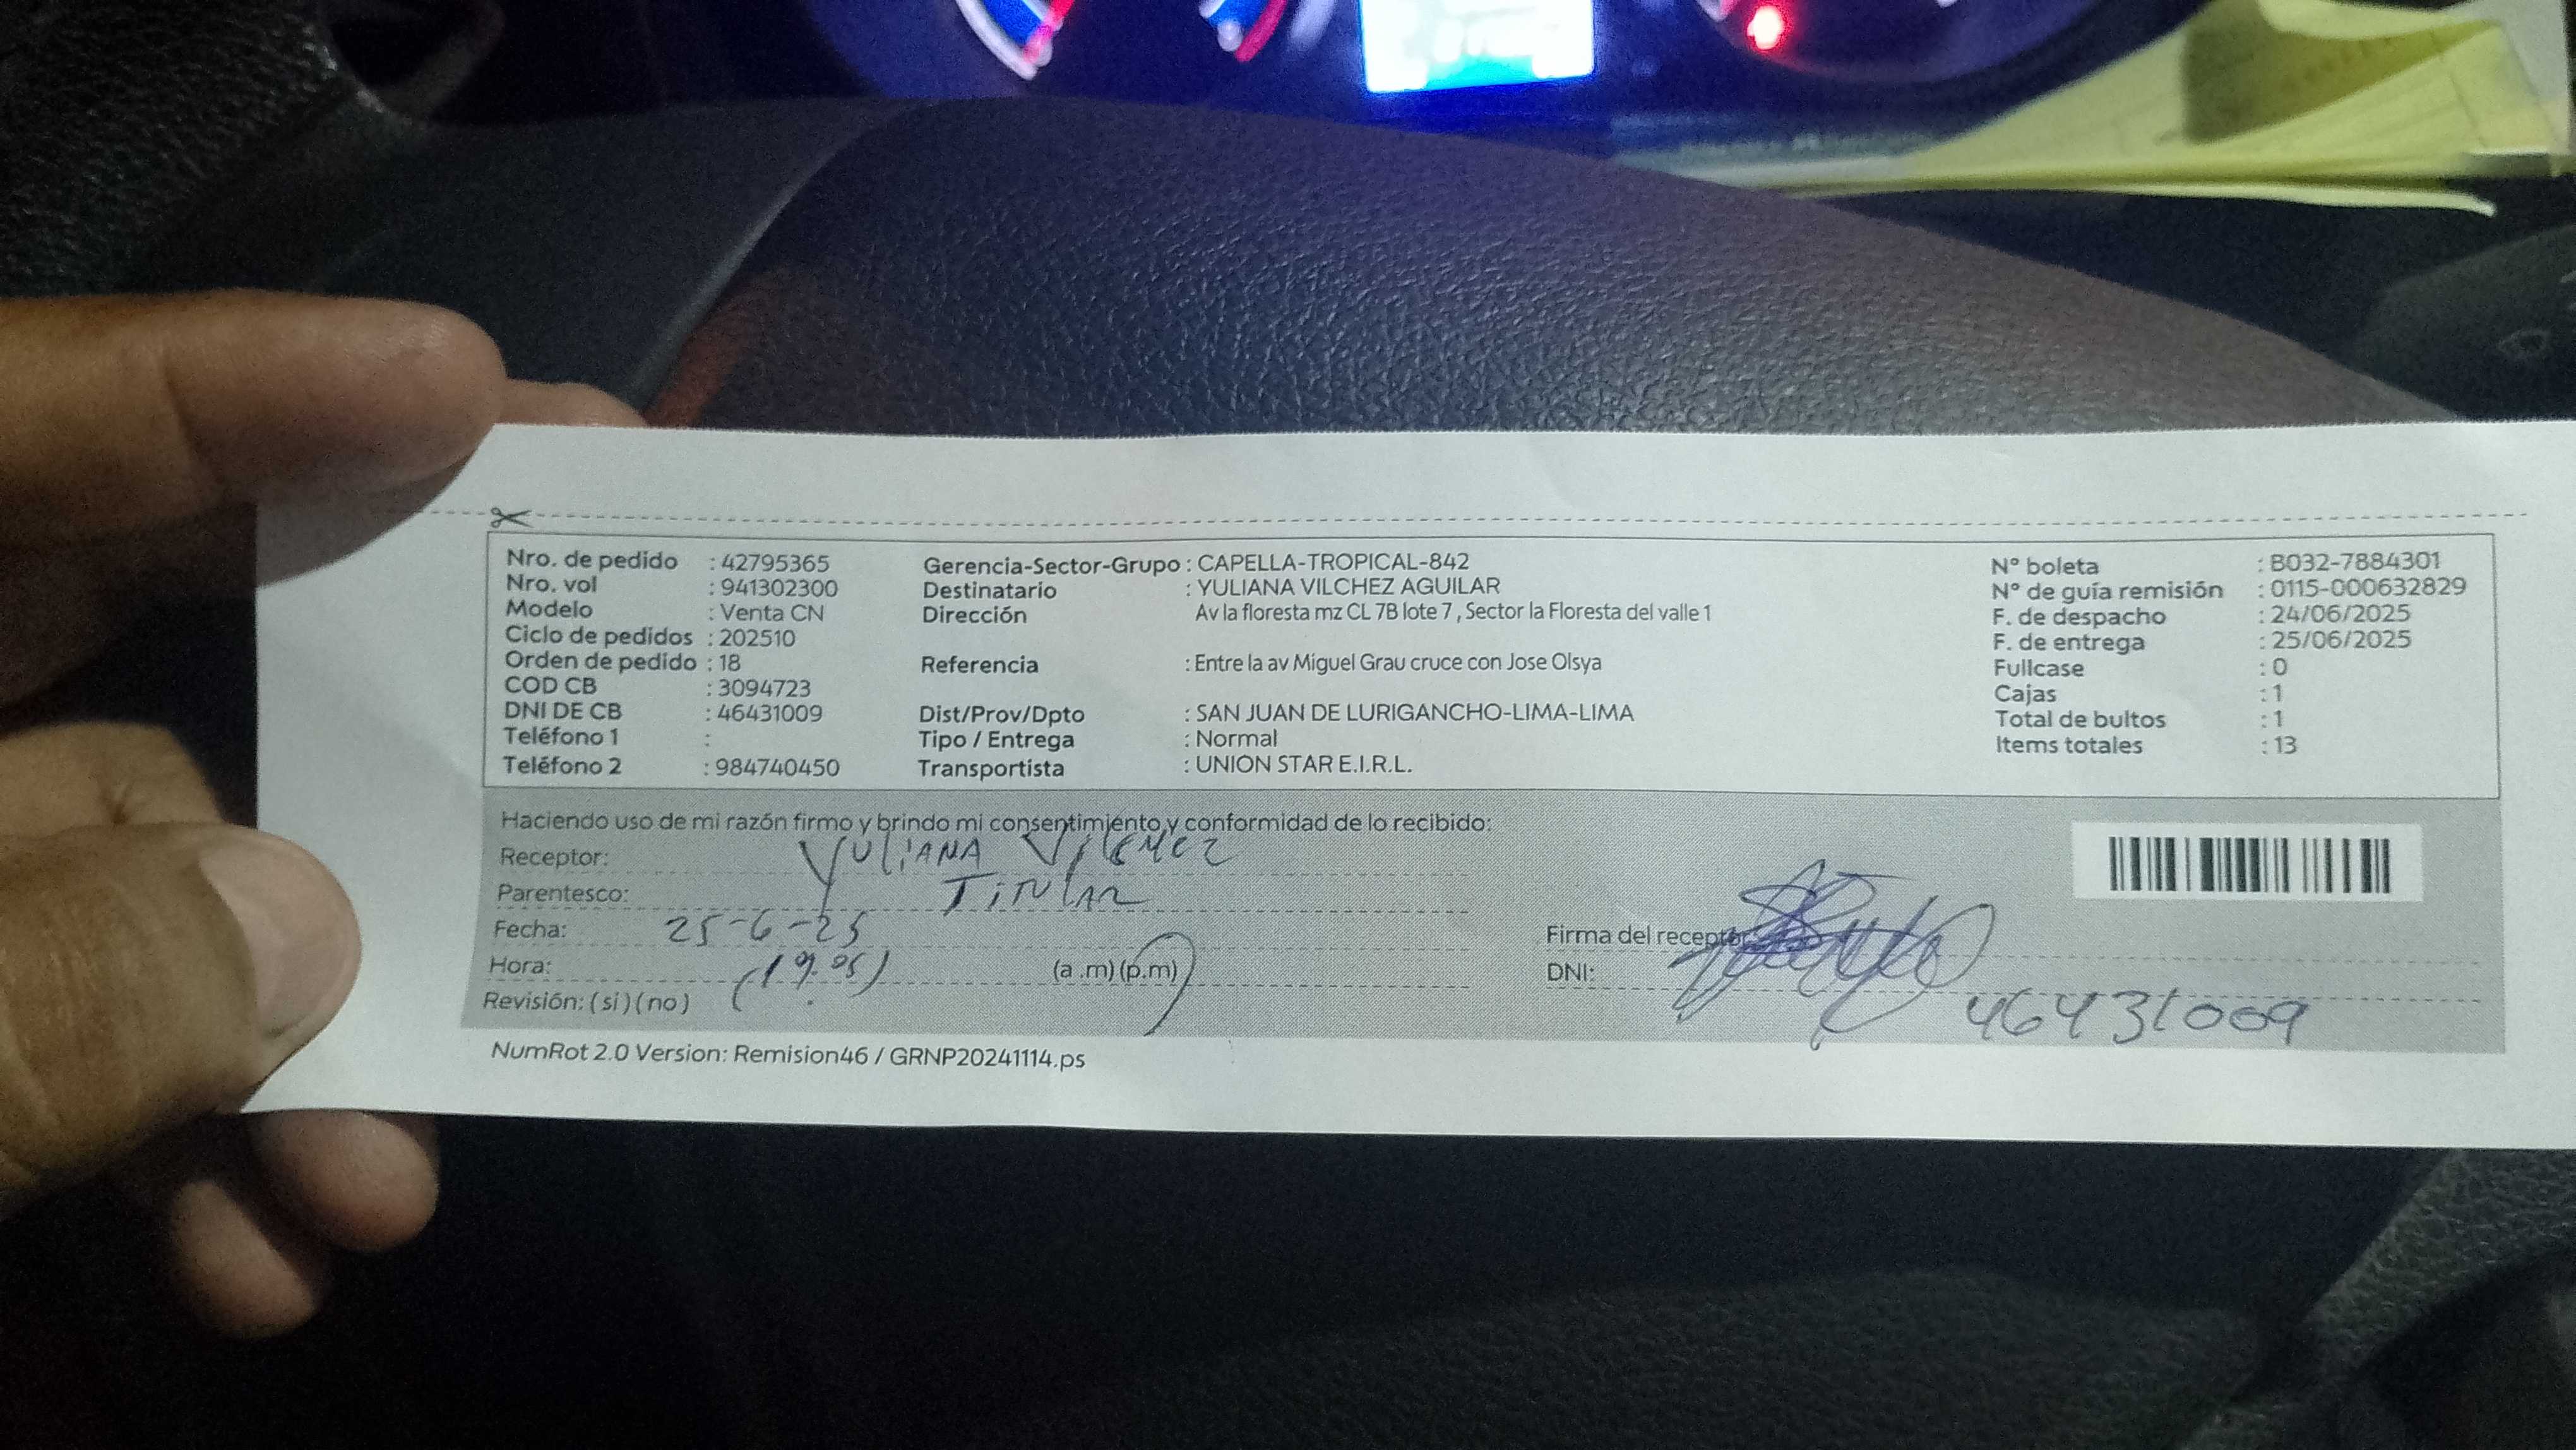 Nro. de pedido : 42795365 Gerencia-Sector-Grupo : CAPELLA-TROPICAL-842 N° boleta : B032-7884301
Nro. vol : 941302300 Destinatario : YULIANA VILCHEZ AGUILAR N° de guía remisión : 0115-000632829
Modelo : Venta CN Dirección Av la floresta mz CL 7B lote 7 , Sector la Floresta del valle 1 F. de despacho : 24/06/2025
Ciclo de pedidos : 202510 F. de entrega : 25/06/2025
Orden de pedido : 18 Referencia : Entre la av Miguel Grau cruce con Jose Olsya Fullcase : 0
COD CB : 3094723 Cajas : 1
DNI DE CB : 46431009 Dist/Prov/Dpto : SAN JUAN DE LURIGANCHO-LIMA-LIMA Total de bultos : 1
Teléfono 1 : Tipo / Entrega : Normal Items totales : 13
Teléfono 2 : 984740450 Transportista : UNION STAR E.I.R.L.
Haciendo uso de mi razón firmo y brindo mi consentimiento y conformidad de lo recibido:
Receptor: YULIANA VILCHEZ
Parentesco: TITULAR
Fecha: 25-6-25 Firma del receptor:
Hora: (19.05) (a .m) (p.m) DNI: 46431009
Revisión: ( si ) ( no )
NumRot 2.0 Version: Remision46 / GRNP20241114.ps